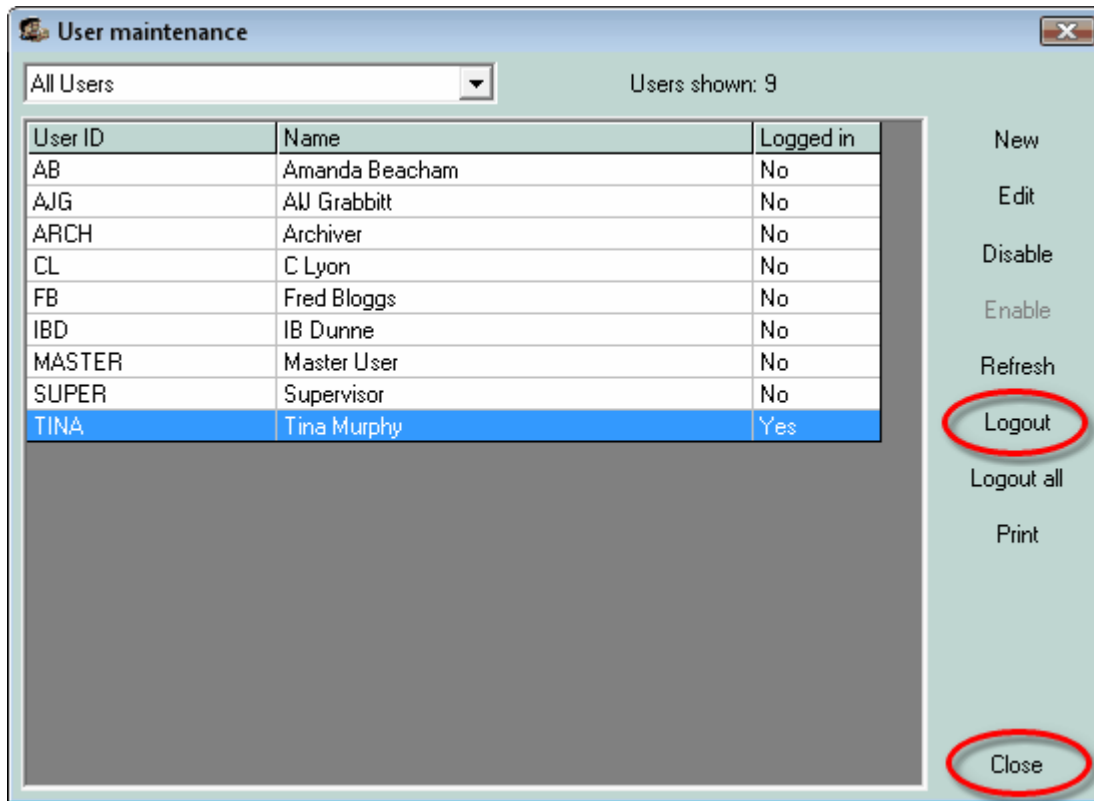 User maintenance
All Users Users shown: 9
User ID Name Logged in
AB Amanda Beacham No
AJG AIJ Grabbitt No
ARCH Archiver No
CL C Lyon No
FB Fred Bloggs No
IBD IB Dunne No
MASTER Master User No
SUPER Supervisor No
TINA Tina Murphy Yes
New
Edit
Disable
Enable
Refresh
Logout
Logout all
Print
Close